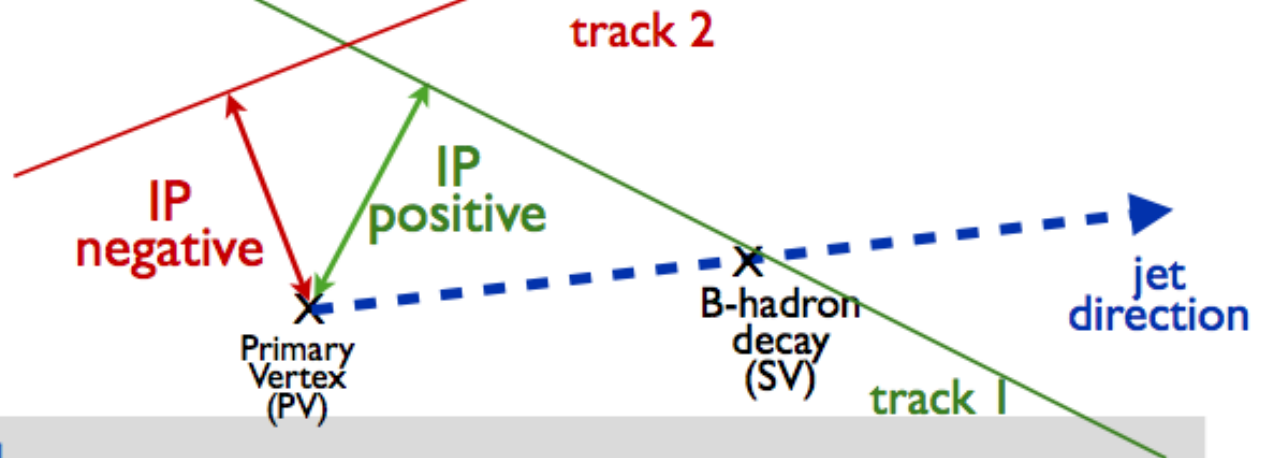 track 2
IP
positive
IP
negative
X
B-hadron
decay
(SV)
jet
direction
X
Primary
Vertex
(PV)
track 1